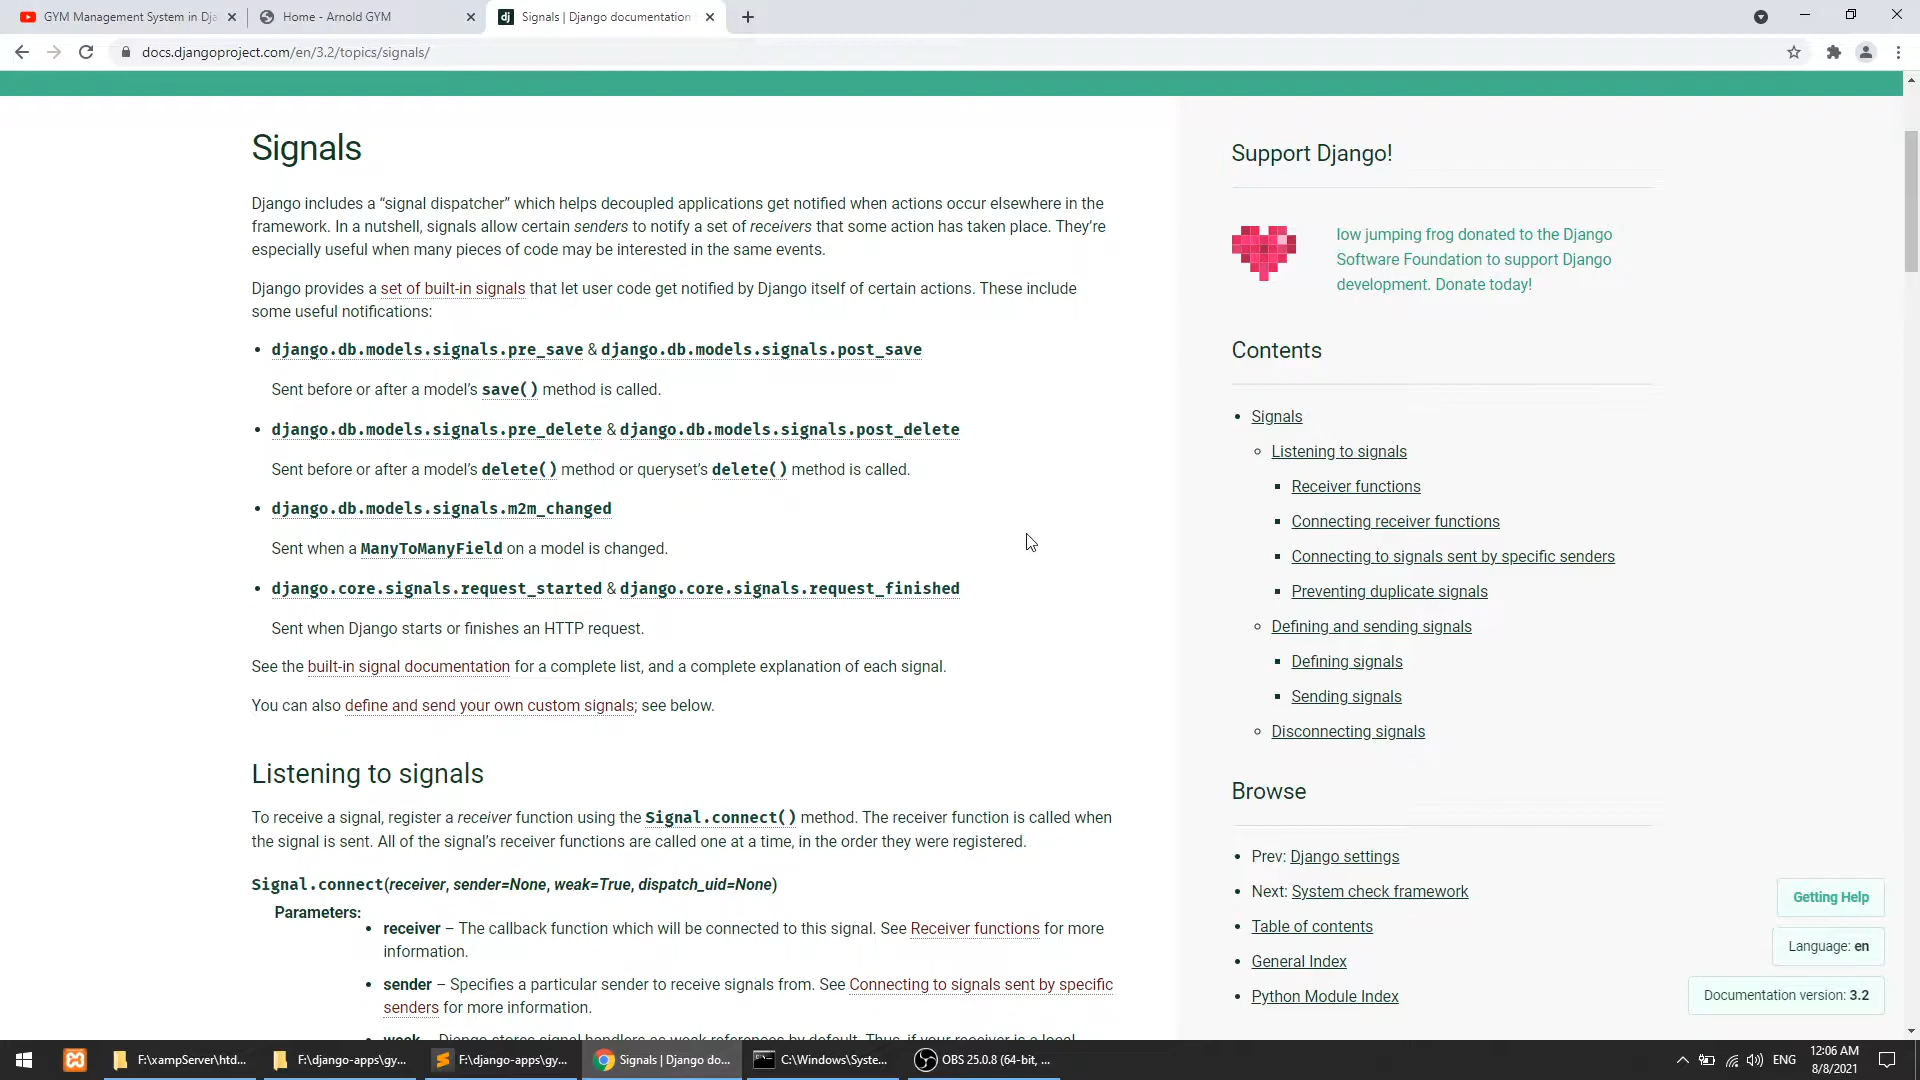 GYM Management System in Dja
Home - Arnold GYM
Signals | Django documentation
docs.djangoproject.com/en/3.2/topics/signals/
Signals
Django includes a “signal dispatcher” which helps decoupled applications get notified when actions occur elsewhere in the
framework. In a nutshell, signals allow certain senders to notify a set of receivers that some action has taken place. They’re
especially useful when many pieces of code may be interested in the same events.
Django provides a set of built-in signals that let user code get notified by Django itself of certain actions. These include
some useful notifications:
django.db.models.signals.pre_save & django.db.models.signals.post_save
Sent before or after a model’s save() method is called.
django.db.models.signals.pre_delete & django.db.models.signals.post_delete
Sent before or after a model’s delete() method or queryset’s delete() method is called.
django.db.models.signals.m2m_changed
Sent when a ManyToManyField on a model is changed.
django.core.signals.request_started & django.core.signals.request_finished
Sent when Django starts or finishes an HTTP request.
See the built-in signal documentation for a complete list, and a complete explanation of each signal.
You can also define and send your own custom signals; see below.
Listening to signals
To receive a signal, register a receiver function using the Signal.connect() method. The receiver function is called when
the signal is sent. All of the signal’s receiver functions are called one at a time, in the order they were registered.
Signal.connect(receiver, sender=None, weak=True, dispatch_uid=None)
Parameters:
receiver – The callback function which will be connected to this signal. See Receiver functions for more
information.
sender – Specifies a particular sender to receive signals from. See Connecting to signals sent by specific
senders for more information.
weak – Django stores signal handlers as weak references by default. Thus, if your receiver is a local
Support Django!
low jumping frog donated to the Django
Software Foundation to support Django
development. Donate today!
Contents
Signals
Listening to signals
Receiver functions
Connecting receiver functions
Connecting to signals sent by specific senders
Preventing duplicate signals
Defining and sending signals
Defining signals
Sending signals
Disconnecting signals
Browse
Prev: Django settings
Next: System check framework
Table of contents
General Index
Python Module Index
Getting Help
Language: en
Documentation version: 3.2
F:\xampServer\htd...
F:\django-apps\gy...
F:\django-apps\gy...
Signals | Django do...
C:\Windows\Syste...
OBS 25.0.8 (64-bit, ...
ENG
12:06 AM
8/8/2021